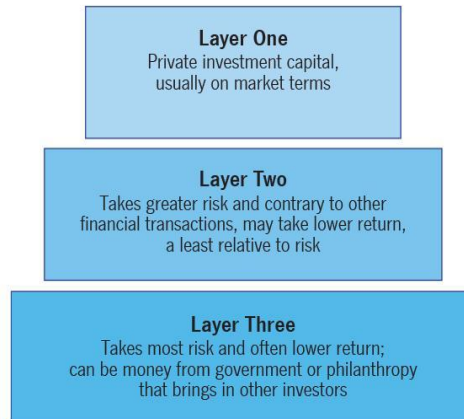 Layer One
Private investment capital,
usually on market terms
Layer Two
Takes greater risk and contrary to other
financial transactions, may take lower return,
a least relative to risk
Layer Three
Takes most risk and often lower return;
can be money from government or philanthropy
that brings in other investors